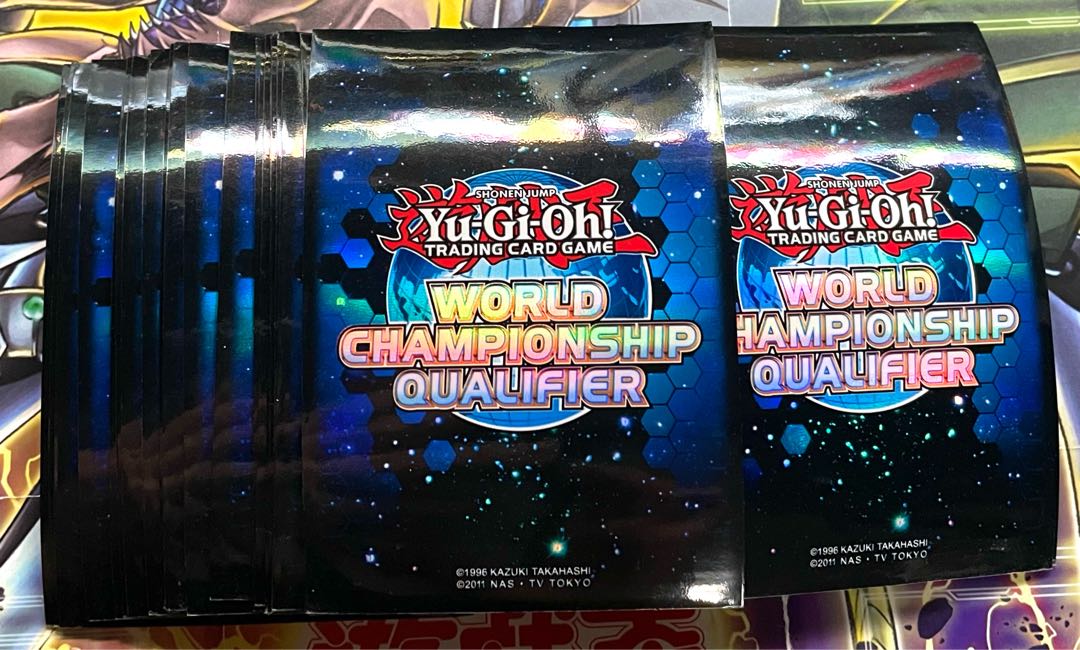 SHONEN JUMP
Yu-Gi-Oh!
TRADING CARD GAME
WORLD
CHAMPIONSHIP
QUALIFIER
©1996 KAZUKI TAKAHASHI
©2011 NAS・TV TOKYO
SHONEN JUMP
Yu-Gi-Oh!
TRADING CARD GAME
WORLD
HAMPIONSHIP
QUALIFIER
©1996 KAZUKI TAKAHASHI
©2011 NAS・TV TOKYO